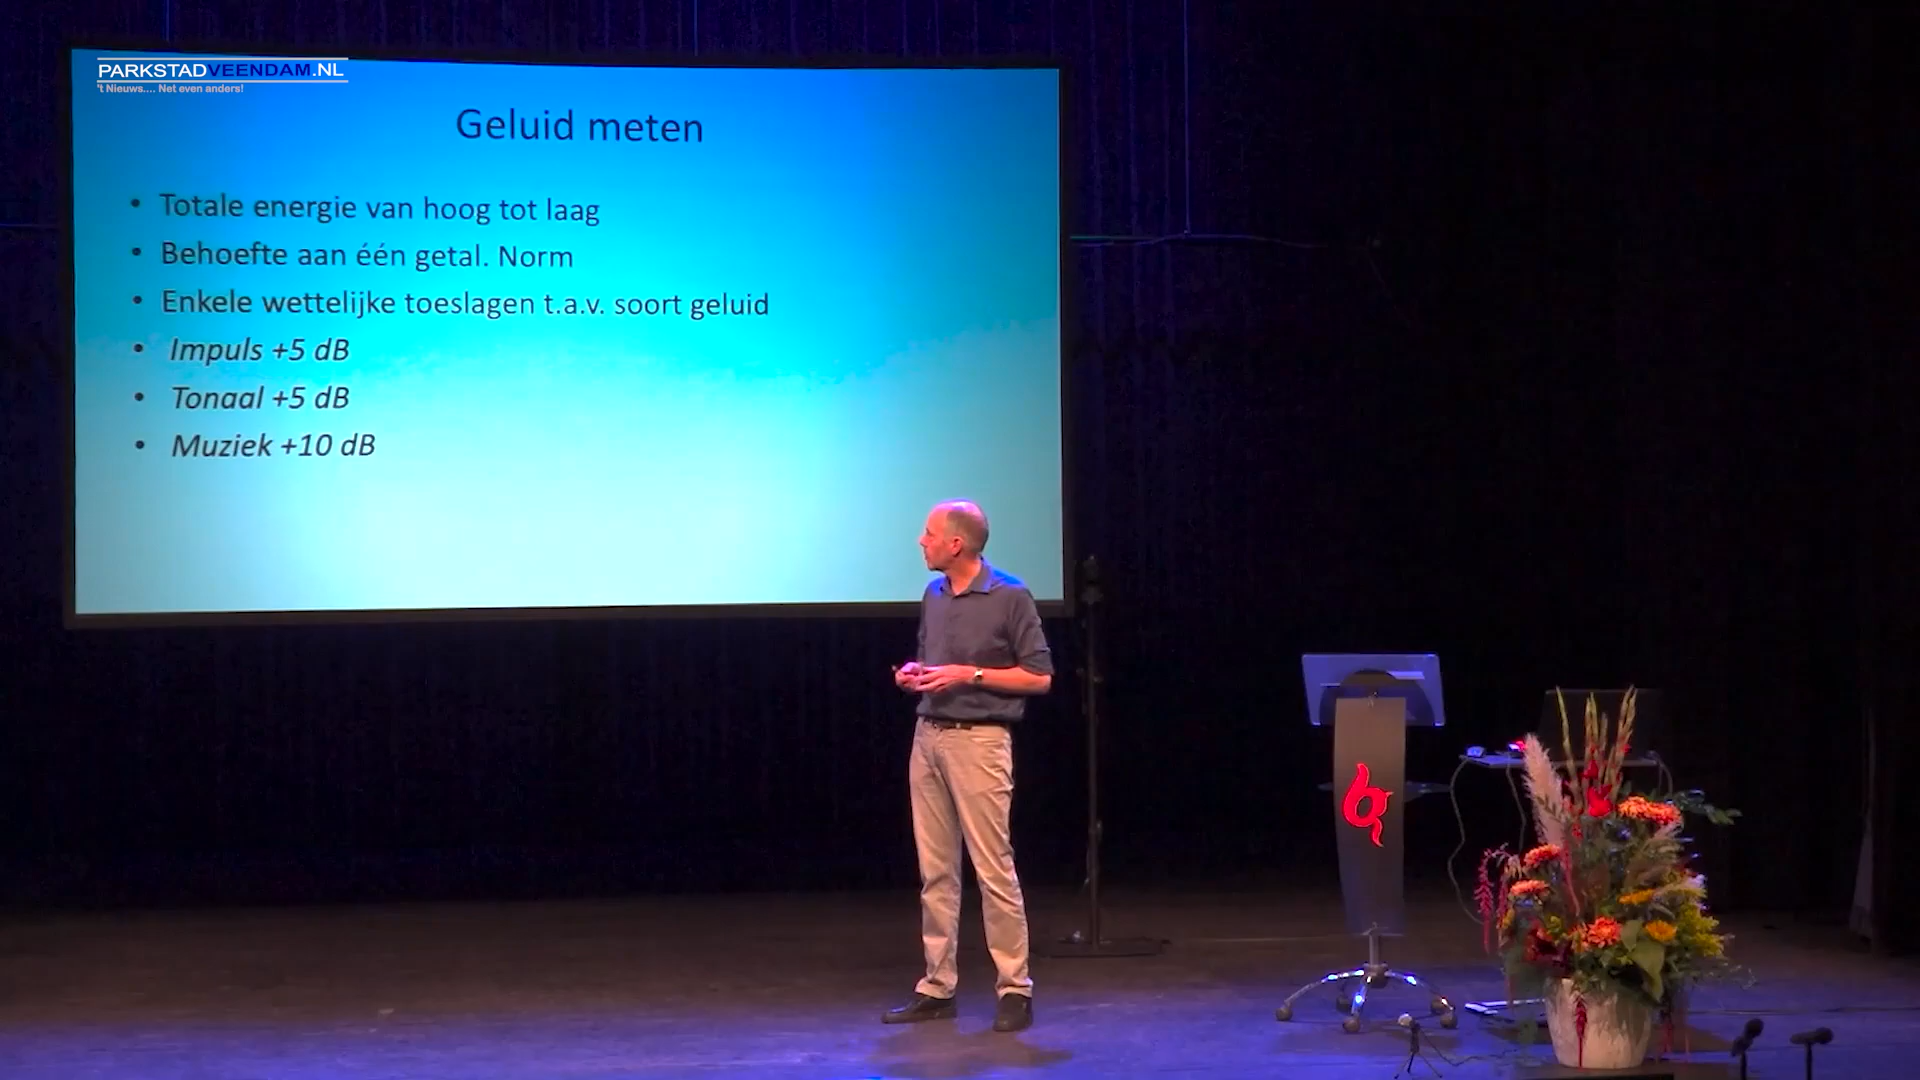 PARKSTADVEENDAM.NL
't Nieuws.... Net even anders!
Geluid meten
• Totale energie van hoog tot laag
• Behoefte aan één getal. Norm
• Enkele wettelijke toeslagen t.a.v. soort geluid
• Impuls +5 dB
• Tonaal +5 dB
• Muziek +10 dB